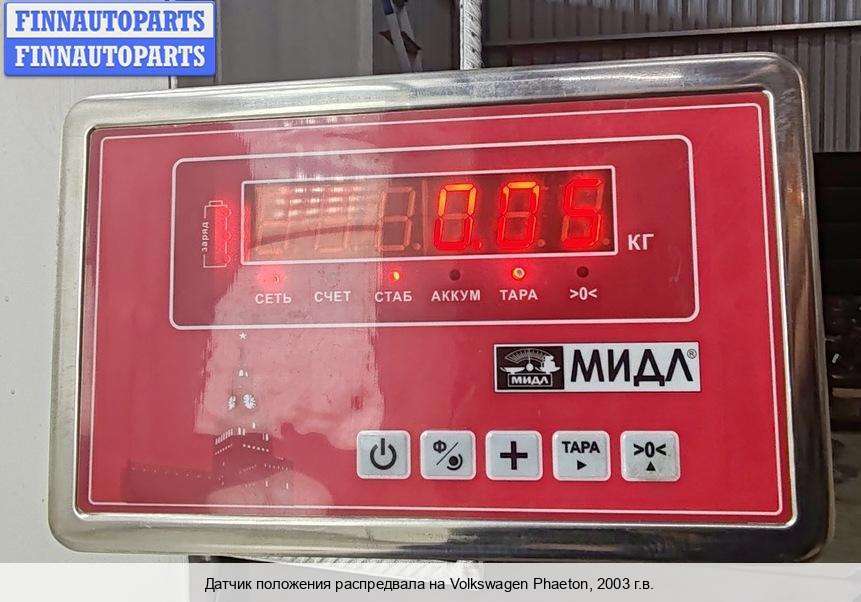 FINNAUTOPARTS
FINNAUTOPARTS
заряд
0.05
КГ
СЕТЬ СЧЕТ СТАБ АККУМ ТАРА >0<
МИДЛ МИДЛ®
Ф ТАРА >0<
Датчик положения распредвала на Volkswagen Phaeton, 2003 г.в.